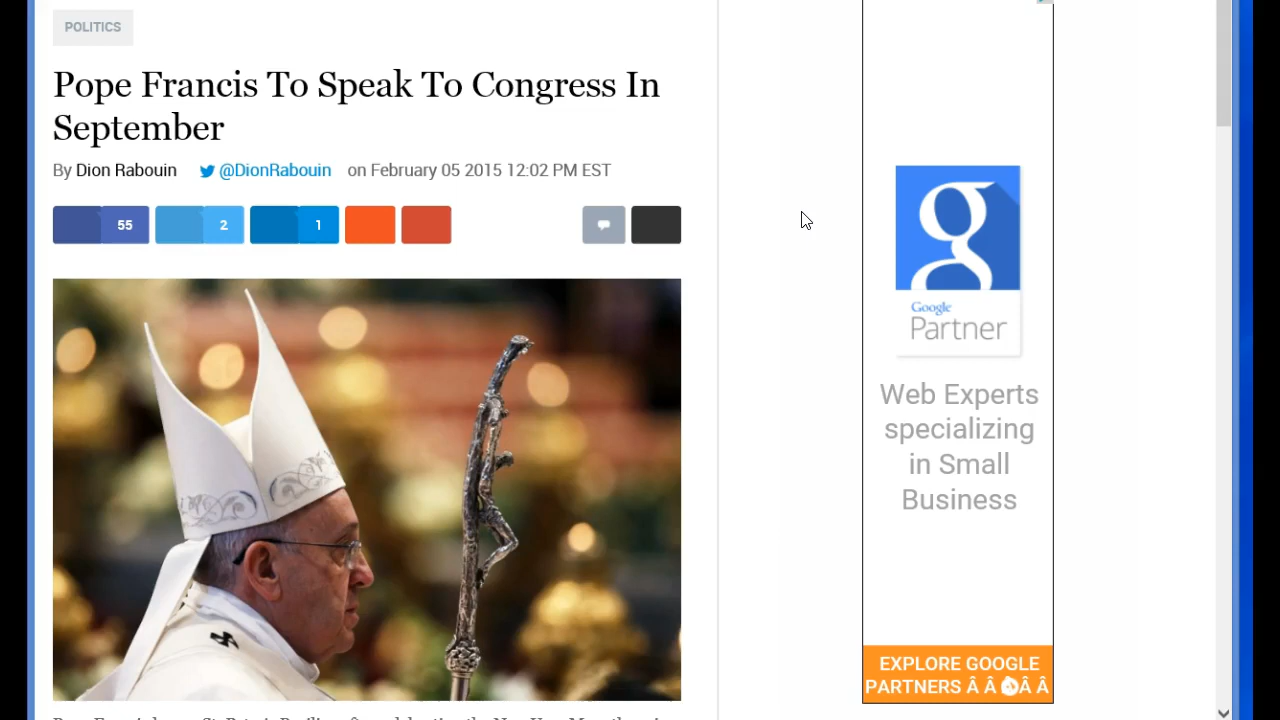 POLITICS
Pope Francis To Speak To Congress In
September
By Dion Rabouin @DionRabouin on February 05 2015 12:02 PM EST
55 2 1
g
Google
Partner
Web Experts
specializing
in Small
Business
EXPLORE GOOGLE
PARTNERS Â Â Â Â